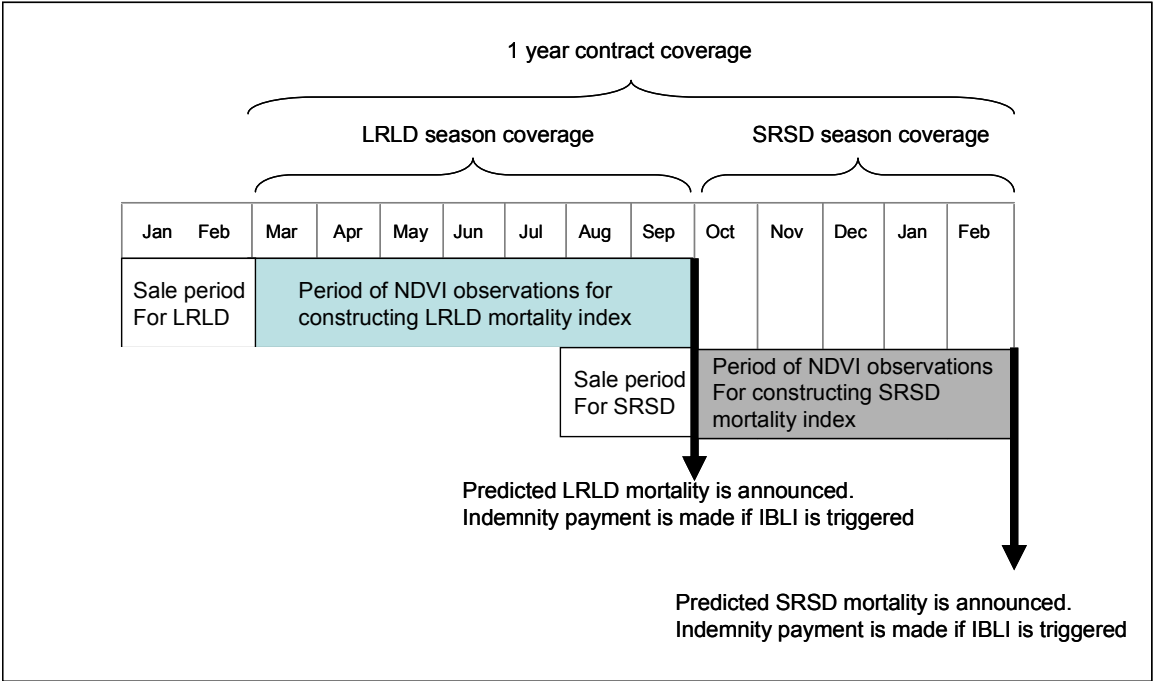 1 year contract coverage
LRLD season coverage
SRSD season coverage
Jan Feb Mar Apr May Jun Jul Aug Sep Oct Nov Dec Jan Feb
Sale period
For LRLD
Period of NDVI observations for
constructing LRLD mortality index
Sale period
For SRSD
Period of NDVI observations
For constructing SRSD
mortality index
Predicted LRLD mortality is announced.
Indemnity payment is made if IBLI is triggered
Predicted SRSD mortality is announced.
Indemnity payment is made if IBLI is triggered